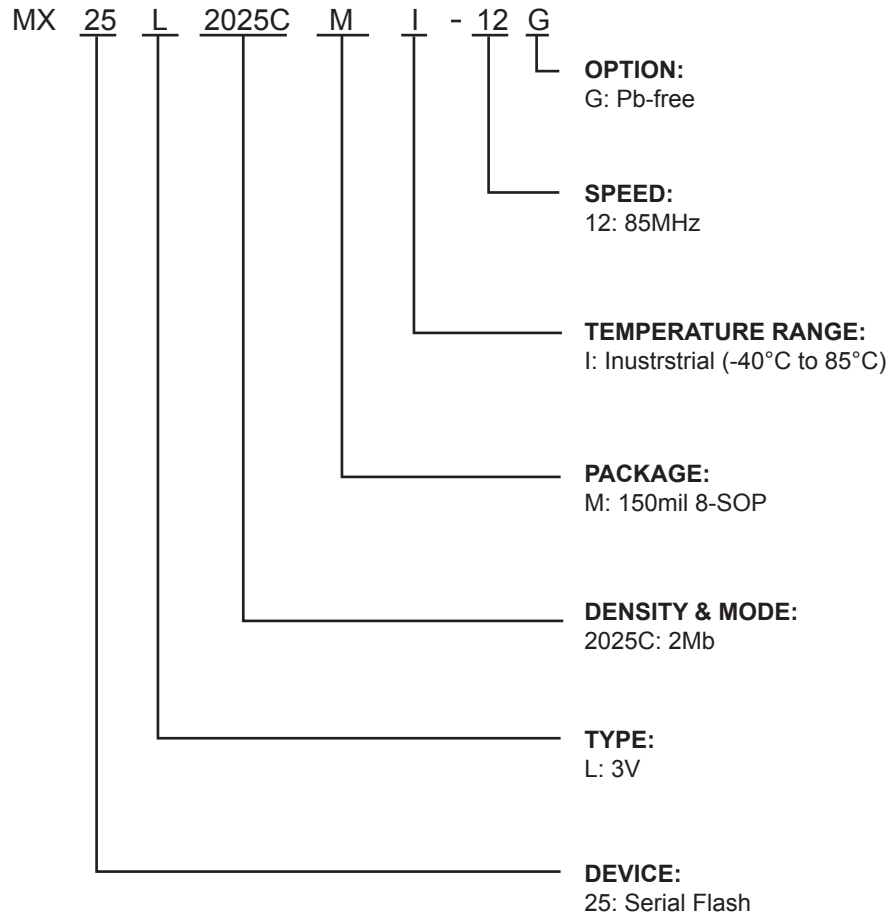 MX 25 L 2025C M I - 12 G
OPTION:
G: Pb-free
SPEED:
12: 85MHz
TEMPERATURE RANGE:
I: Inustrstrial (-40°C to 85°C)
PACKAGE:
M: 150mil 8-SOP
DENSITY & MODE:
2025C: 2Mb
TYPE:
L: 3V
DEVICE:
25: Serial Flash